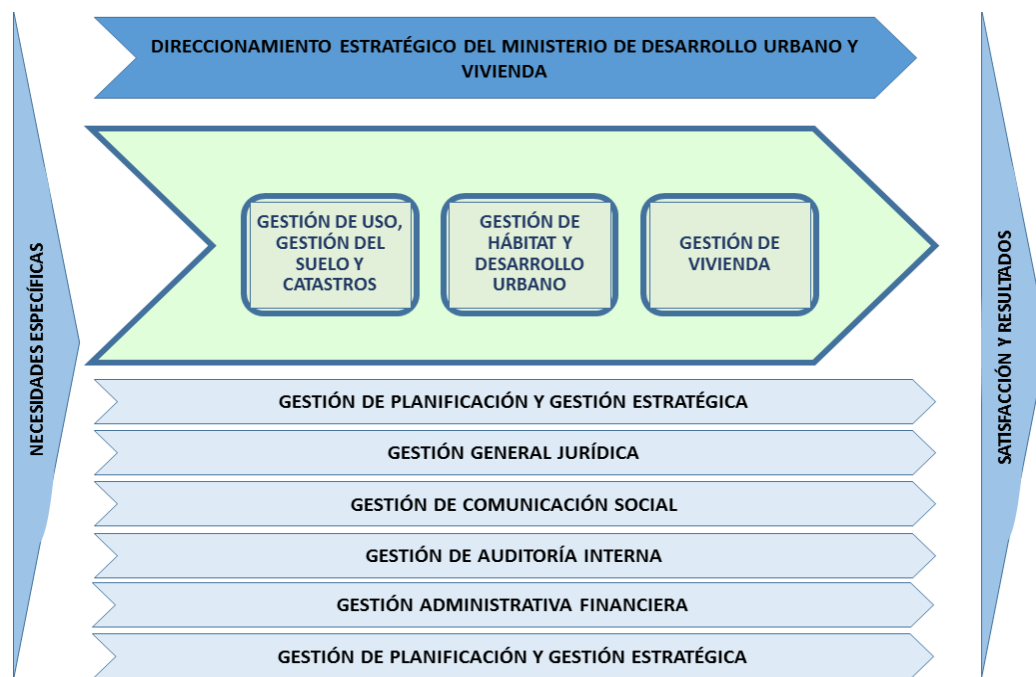 DIRECCIONAMIENTO ESTRATÉGICO DEL MINISTERIO DE DESARROLLO URBANO Y
VIVIENDA
NECESIDADES ESPECÍFICAS
GESTIÓN DE USO,
GESTIÓN DEL
SUELO Y
CATASTROS
GESTIÓN DE
HÁBITAT Y
DESARROLLO
URBANO
GESTIÓN DE
VIVIENDA
SATISFACCIÓN Y RESULTADOS
GESTIÓN DE PLANIFICACIÓN Y GESTIÓN ESTRATÉGICA
GESTIÓN GENERAL JURÍDICA
GESTIÓN DE COMUNICACIÓN SOCIAL
GESTIÓN DE AUDITORÍA INTERNA
GESTIÓN ADMINISTRATIVA FINANCIERA
GESTIÓN DE PLANIFICACIÓN Y GESTIÓN ESTRATÉGICA